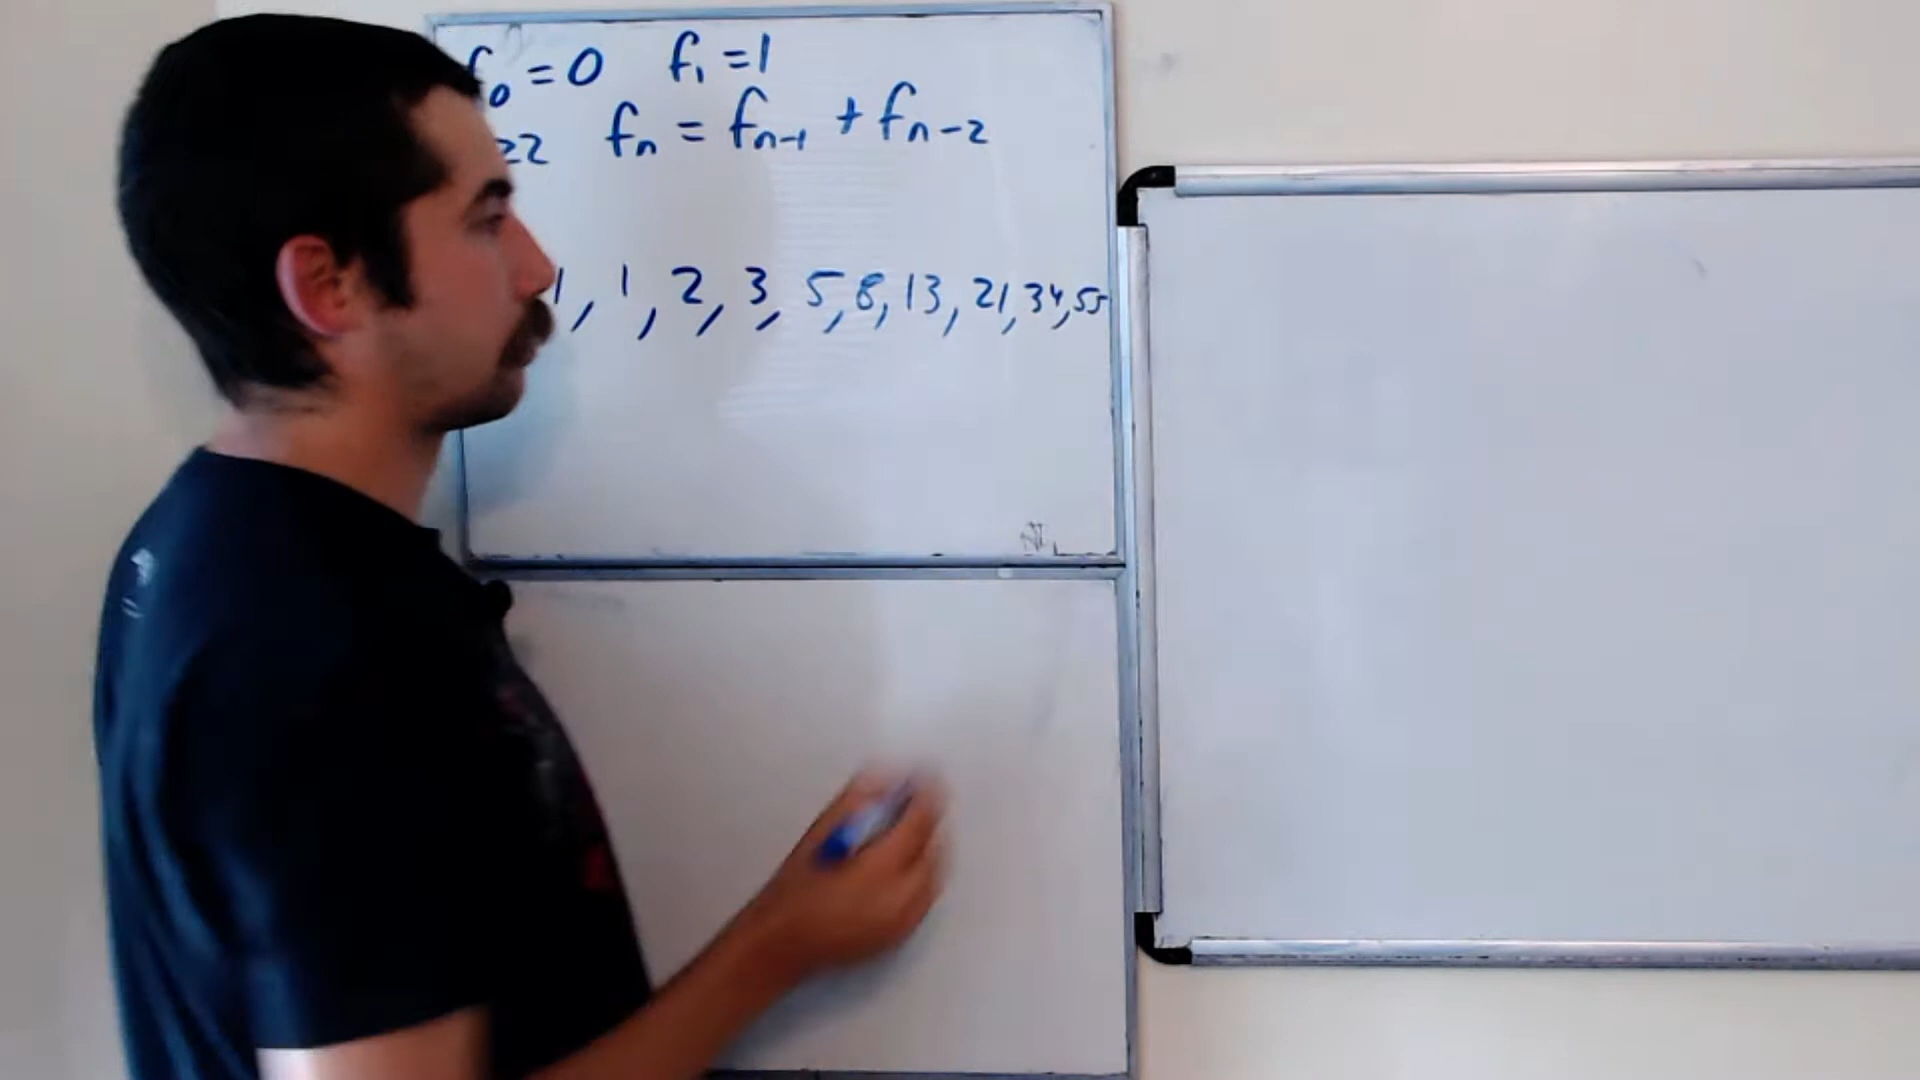 f₀ = 0 f₁ = 1
≥2 fₙ = fₙ₋₁ + fₙ₋₂
1, 1, 2, 3, 5, 8, 13, 21, 34, 55